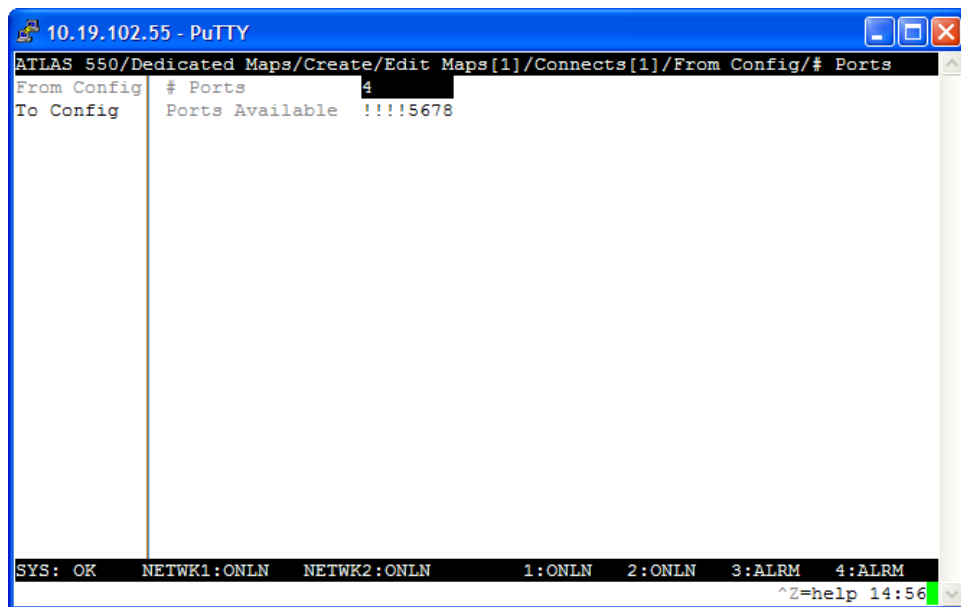 10.19.102.55 - PuTTY
ATLAS 550/Dedicated Maps/Create/Edit Maps[1]/Connects[1]/From Config/# Ports
From Config # Ports 4
To Config Ports Available !!!!5678
SYS: OK NETWK1:ONLN NETWK2:ONLN 1:ONLN 2:ONLN 3:ALRM 4:ALRM
^Z=help 14:56